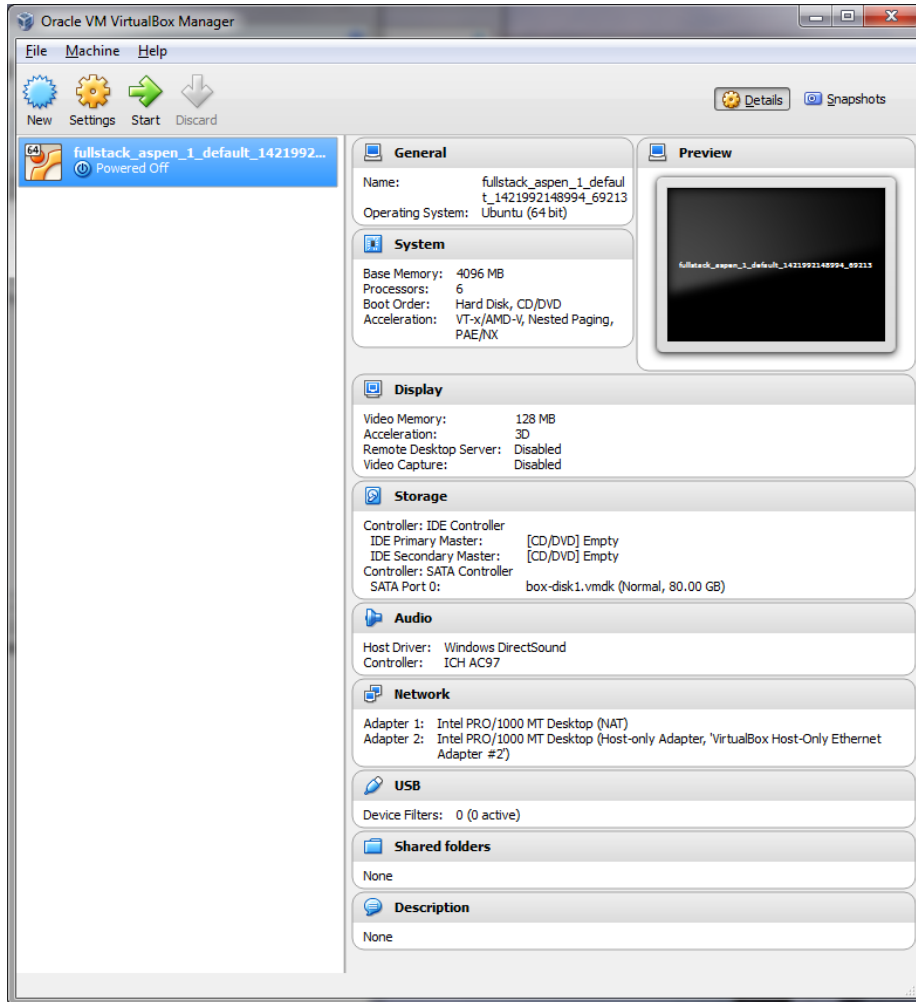 Oracle VM VirtualBox Manager
File Machine Help
New Settings Start Discard
Details Snapshots
64
fullstack_aspen_1_default_1421992...
Powered Off
General
Name: fullstack_aspen_1_defaul
t_1421992148994_69213
Operating System: Ubuntu (64 bit)
Preview
fullstack_aspen_1_default_1421992148994_69213
System
Base Memory: 4096 MB
Processors: 6
Boot Order: Hard Disk, CD/DVD
Acceleration: VT-x/AMD-V, Nested Paging,
PAE/NX
Display
Video Memory: 128 MB
Acceleration: 3D
Remote Desktop Server: Disabled
Video Capture: Disabled
Storage
Controller: IDE Controller
IDE Primary Master: [CD/DVD] Empty
IDE Secondary Master: [CD/DVD] Empty
Controller: SATA Controller
SATA Port 0: box-disk1.vmdk (Normal, 80.00 GB)
Audio
Host Driver: Windows DirectSound
Controller: ICH AC97
Network
Adapter 1: Intel PRO/1000 MT Desktop (NAT)
Adapter 2: Intel PRO/1000 MT Desktop (Host-only Adapter, 'VirtualBox Host-Only Ethernet
Adapter #2')
USB
Device Filters: 0 (0 active)
Shared folders
None
Description
None